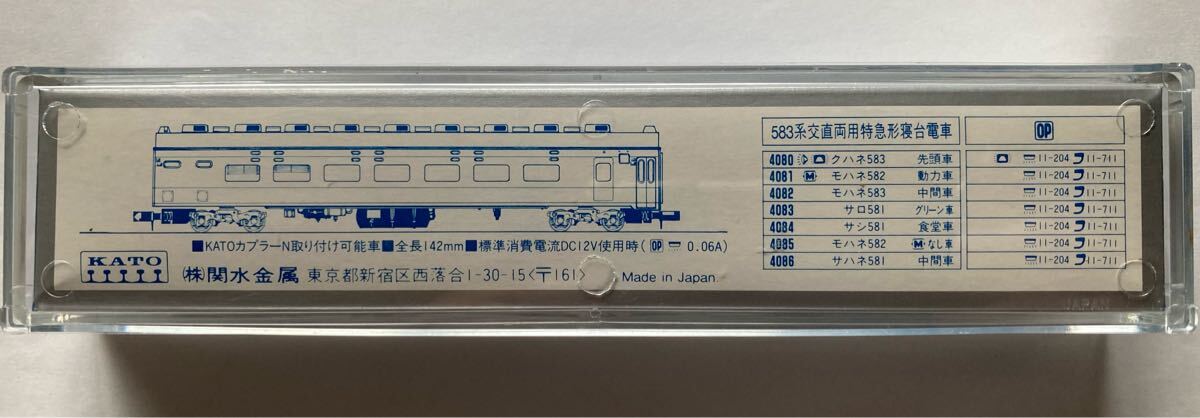 ■KATOカプラーN取り付け可能車■全長142mm■標準消費電流DC12V使用時(OP 0.06A)
KATO
(株)関水金属 東京都新宿区西落合1-30-15<〒161> Made in Japan.
583系交直両用特急形寝台電車 OP
4080 クハネ583 先頭車 11-204 11-711
4081 M モハネ582 動力車 11-204 11-711
4082 モハネ583 中間車 11-204 11-711
4083 サロ581 グリーン車 11-204 11-711
4084 サシ581 食堂車 11-204 11-711
4085 モハネ582 Mなし車 11-204 11-711
4086 サハネ581 中間車 11-204 11-711
JAPAN